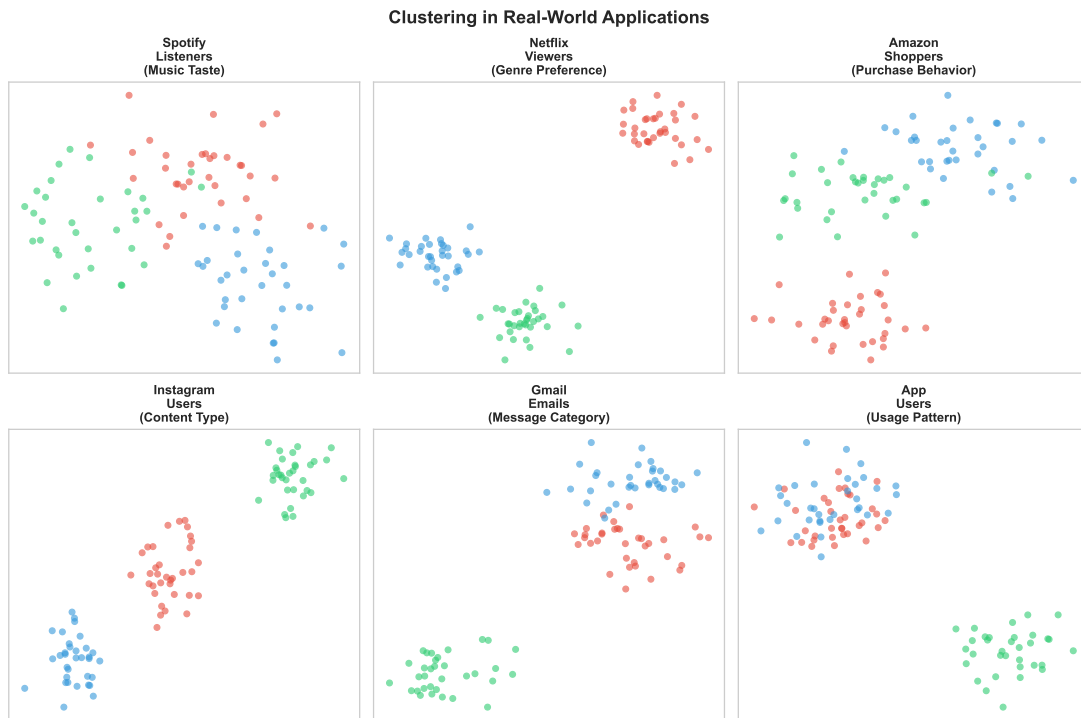 Clustering in Real-World Applications
Spotify
Listeners
(Music Taste)
Netflix
Viewers
(Genre Preference)
Amazon
Shoppers
(Purchase Behavior)
Instagram
Users
(Content Type)
Gmail
Emails
(Message Category)
App
Users
(Usage Pattern)